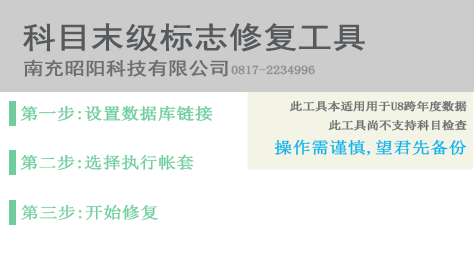 科目末级标志修复工具
南充昭阳科技有限公司0817-2234996
第一步:设置数据库链接
此工具本适用用于U8跨年度数据
此工具尚不支持科目检查
操作需谨慎,望君先备份
第二步:选择执行帐套
第三步:开始修复